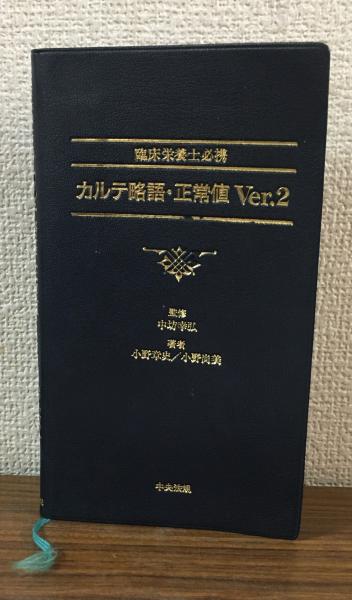 臨床栄養士必携
カルテ略語・正常値 Ver.2
監修
中坊幸弘
著者
小野章史/小野尚美
中央法規